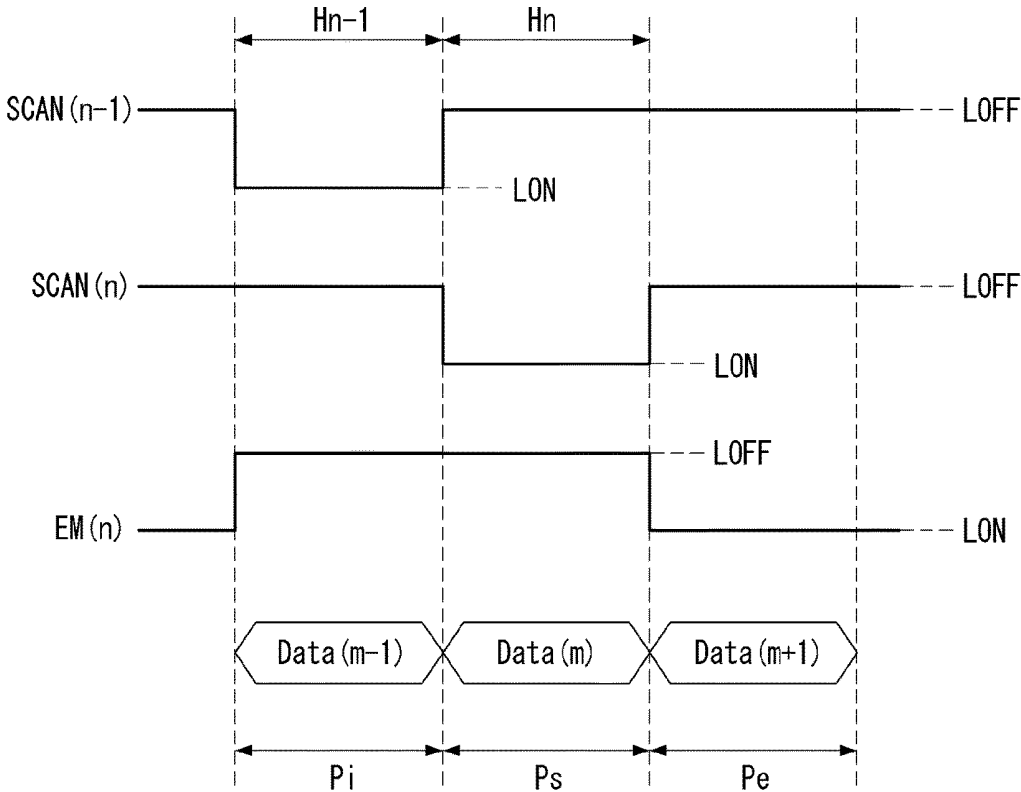 Hn-1 Hn
SCAN(n-1) LOFF
LON
SCAN(n) LOFF
LON
LOFF
EM(n) LON
Data(m-1) Data(m) Data(m+1)
Pi Ps Pe